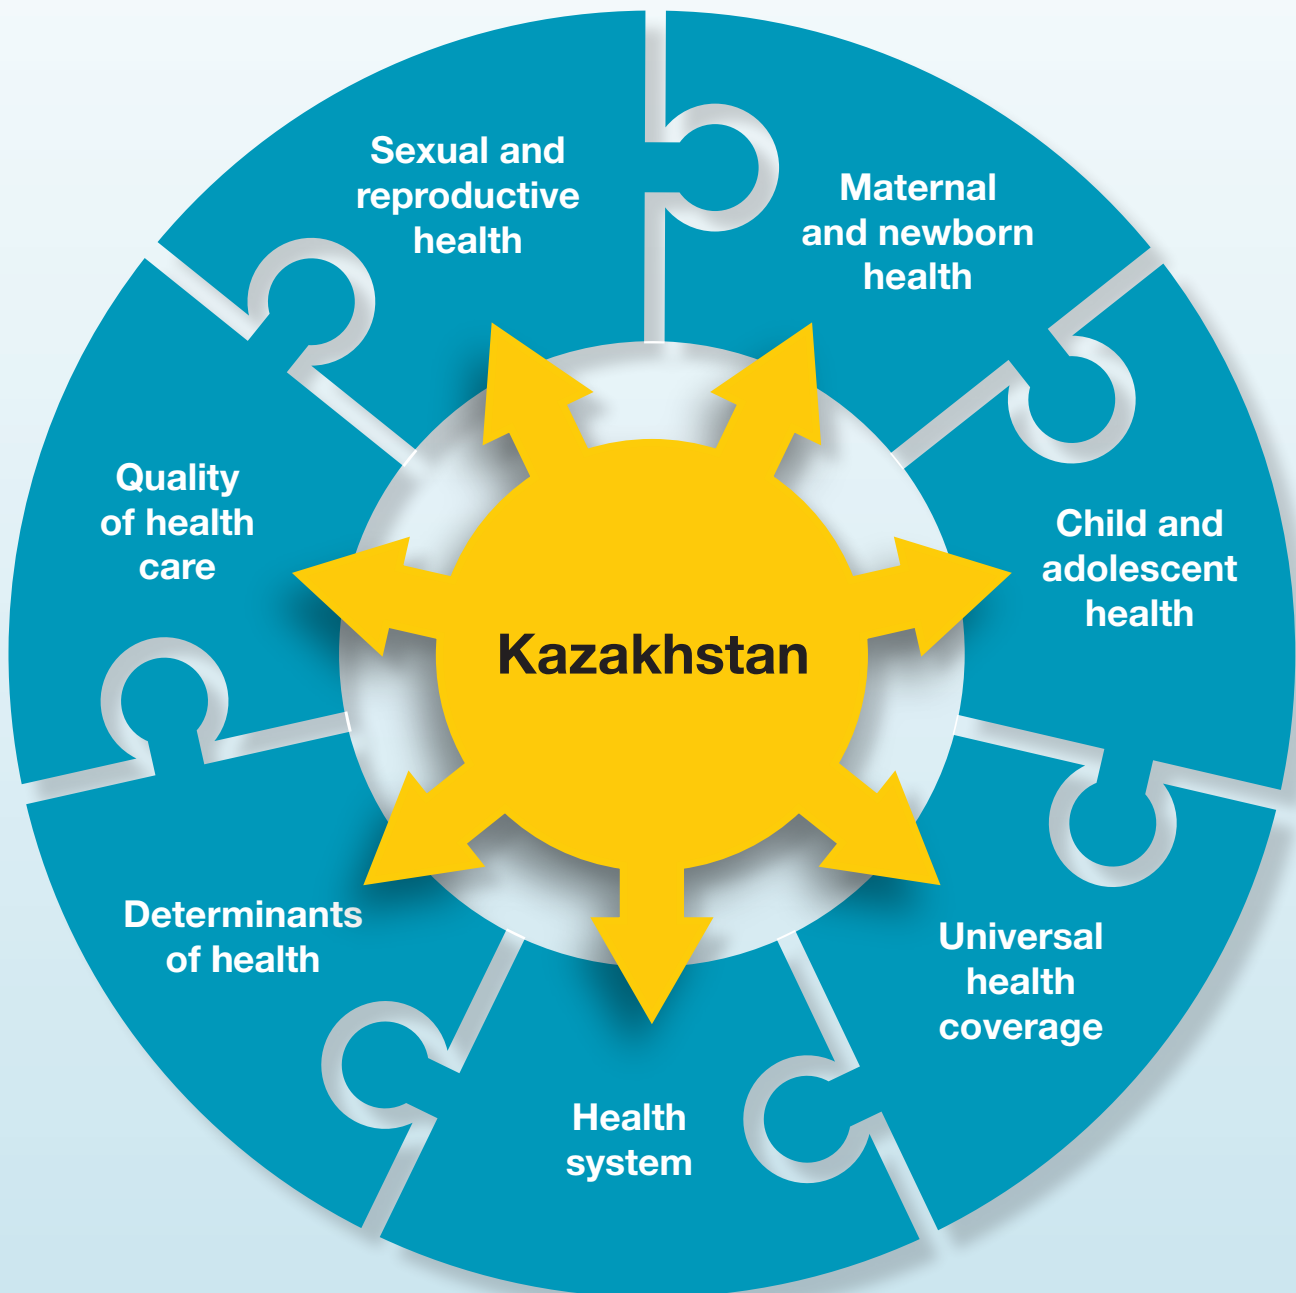 Sexual and
reproductive
health
Maternal
and newborn
health
Child and
adolescent
health
Universal
health
coverage
Health
system
Determinants
of health
Quality
of health
care
Kazakhstan